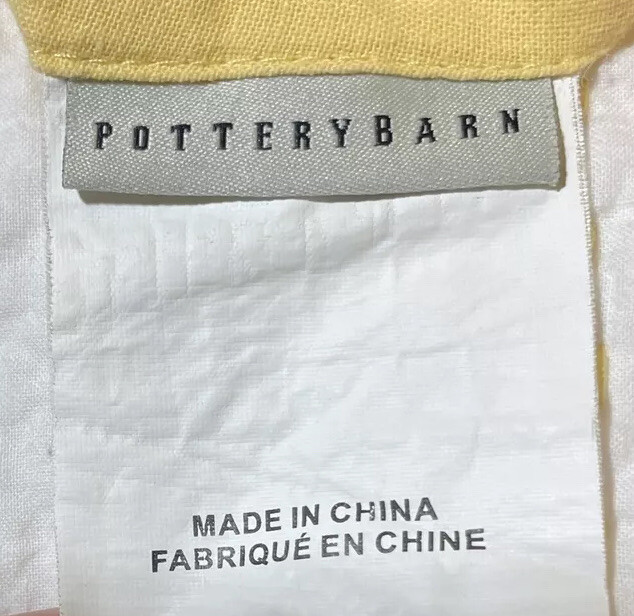 POTTERYBARN
MADE IN CHINA
FABRIQUÉ EN CHINE